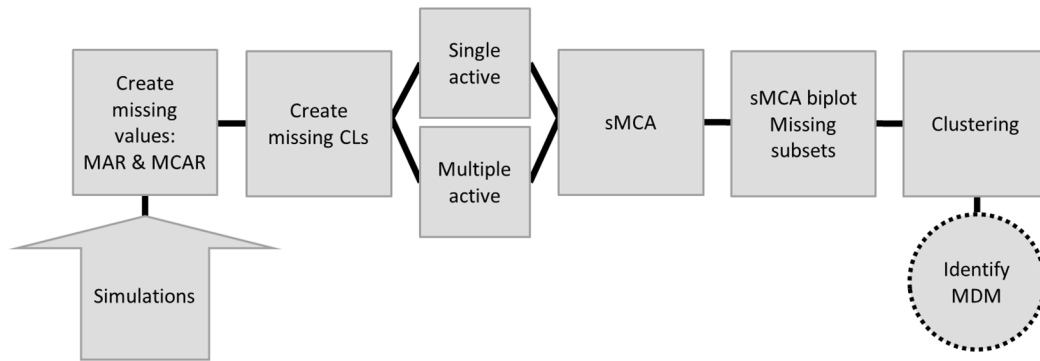 Simulations
Create
missing
values:
MAR & MCAR
Create
missing CLs
Single
active
Multiple
active
sMCA
sMCA biplot
Missing
subsets
Clustering
Identify
MDM